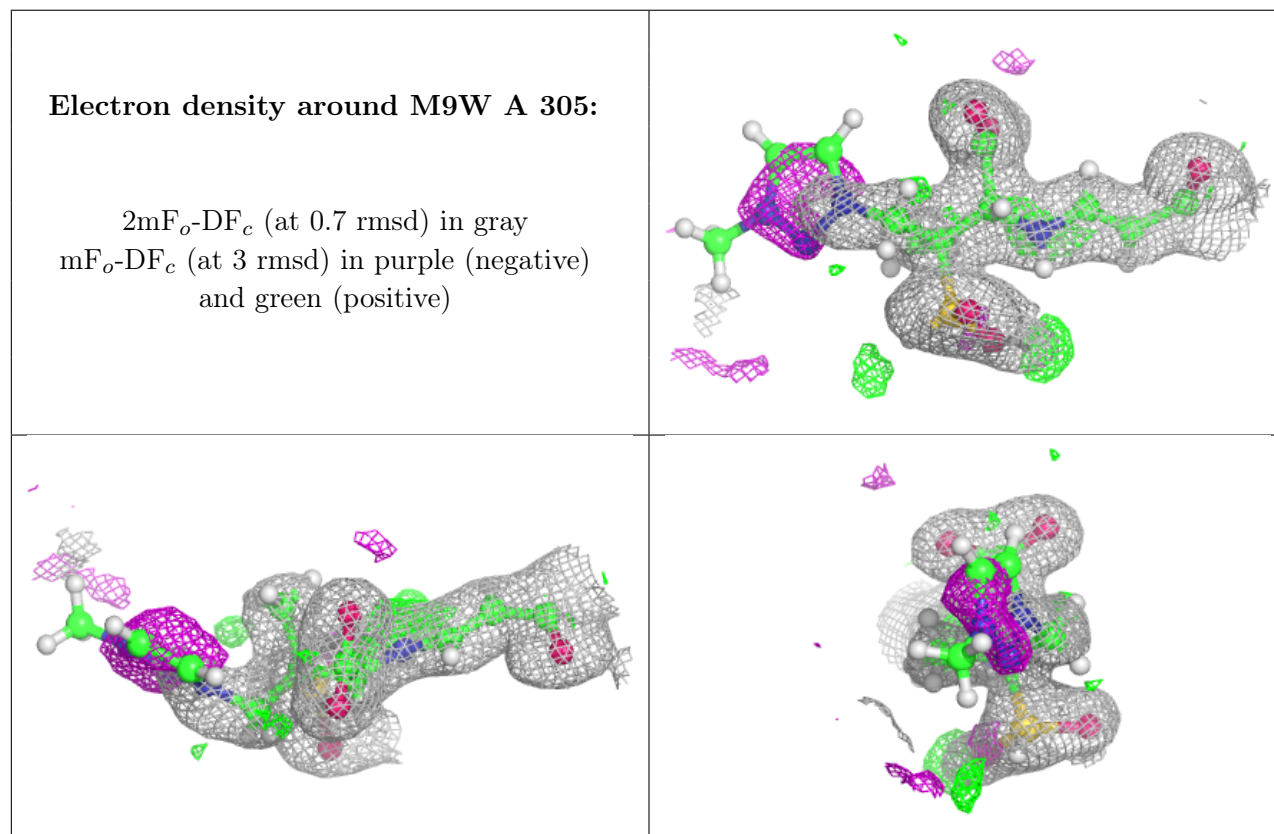 Electron density around M9W A 305:
2mFₒ-DF𝒸 (at 0.7 rmsd) in gray
mFₒ-DF𝒸 (at 3 rmsd) in purple (negative)
and green (positive)